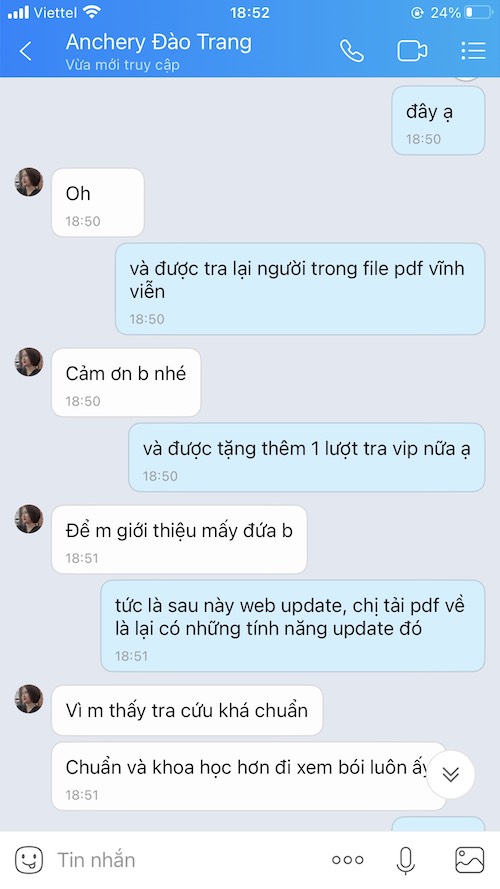 Viettel 18:52 24%
Anchery Đào Trang
Vừa mới truy cập
đây ạ
18:50
Oh
18:50
và được tra lại người trong file pdf vĩnh
viễn
18:50
Cảm ơn b nhé
18:50
và được tặng thêm 1 lượt tra vip nữa ạ
18:50
Để m giới thiệu mấy đứa b
18:51
tức là sau này web update, chị tải pdf về
là lại có những tính năng update đó
18:51
Vì m thấy tra cứu khá chuẩn
Chuẩn và khoa học hơn đi xem bói luôn ấy
18:51
Tin nhắn